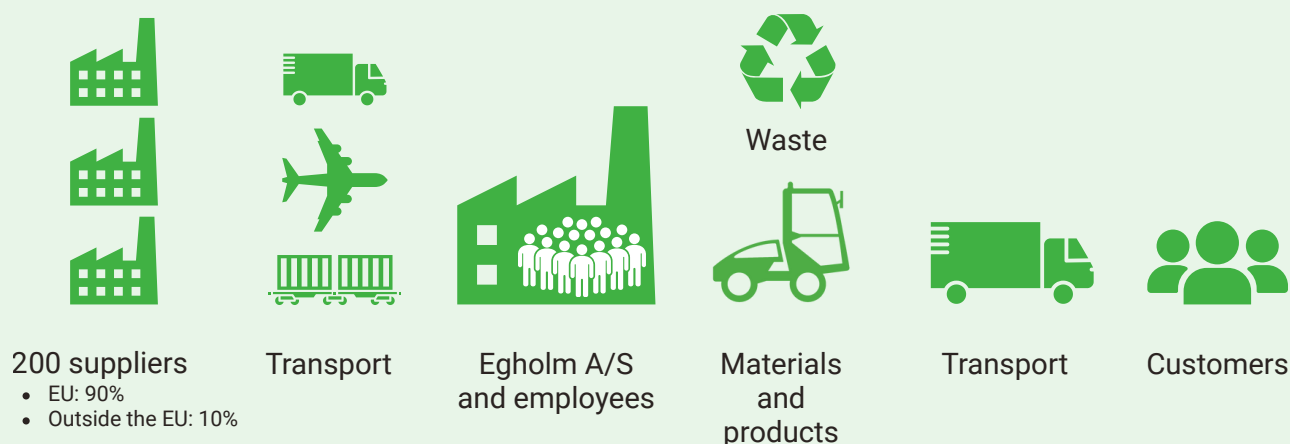 Waste
200 suppliers
• EU: 90%
• Outside the EU: 10%
Transport
Egholm A/S
and employees
Materials
and
products
Transport
Customers